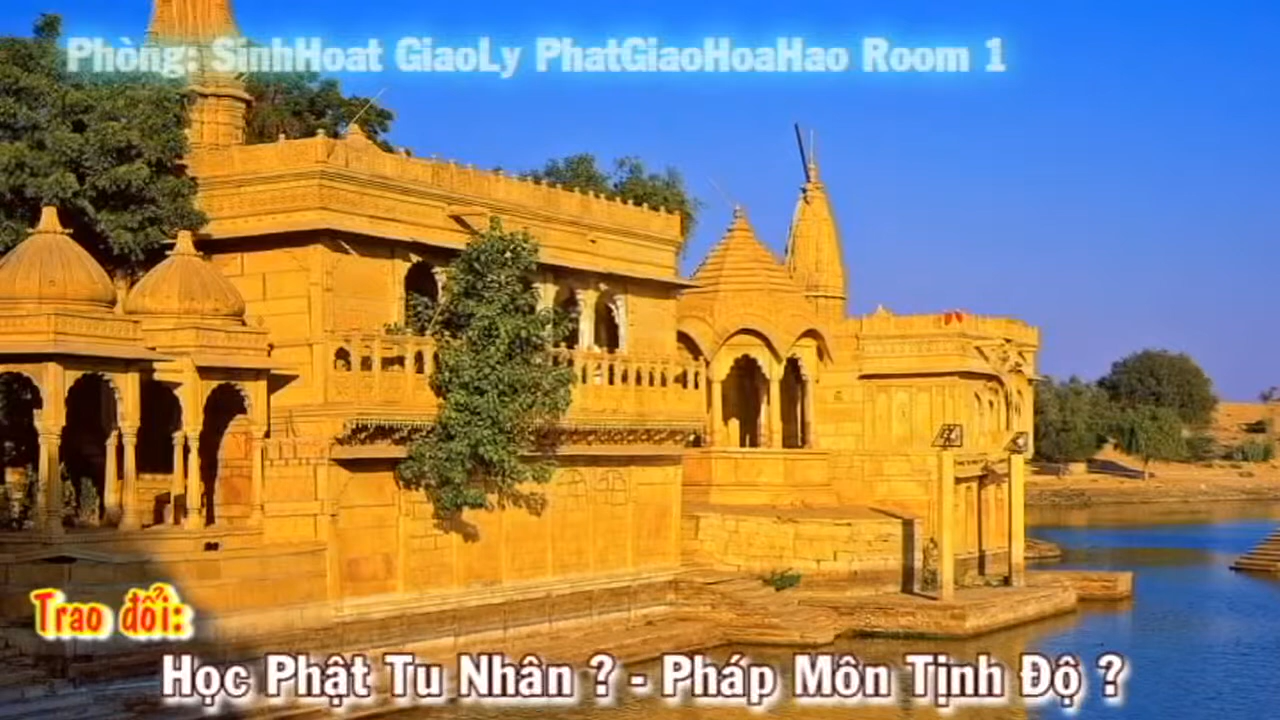 Phòng: SinhHoat GiaoLy PhatGiaoHoaHao Room 1
Trao đổi:
Học Phật Tu Nhân ? - Pháp Môn Tịnh Độ ?